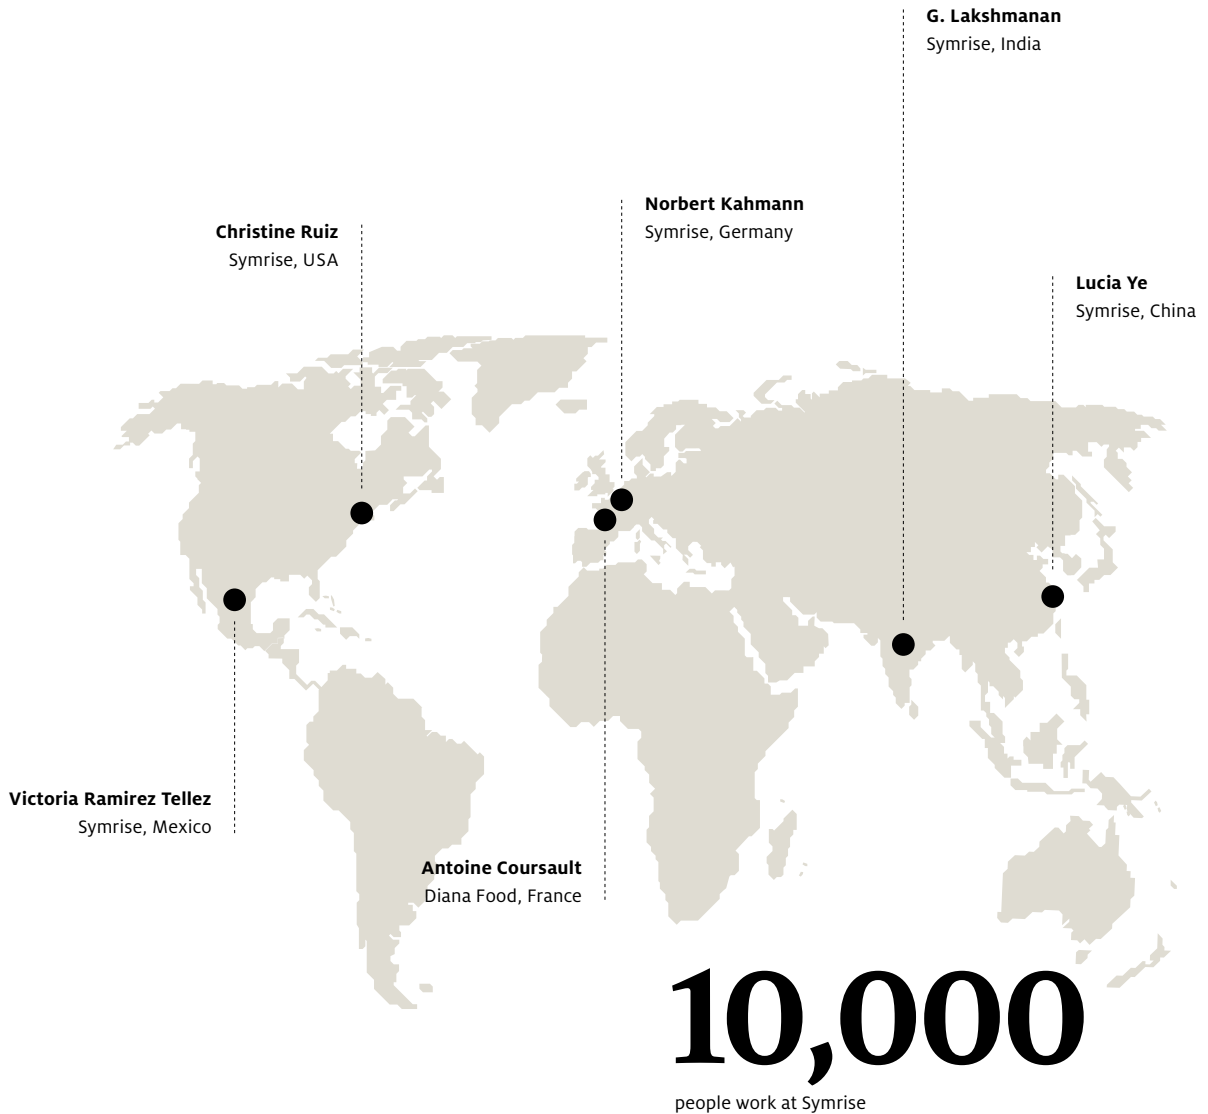 G. Lakshmanan
Symrise, India
Norbert Kahmann
Symrise, Germany
Christine Ruiz
Symrise, USA
Lucia Ye
Symrise, China
Victoria Ramirez Tellez
Symrise, Mexico
Antoine Coursault
Diana Food, France
10,000
people work at Symrise